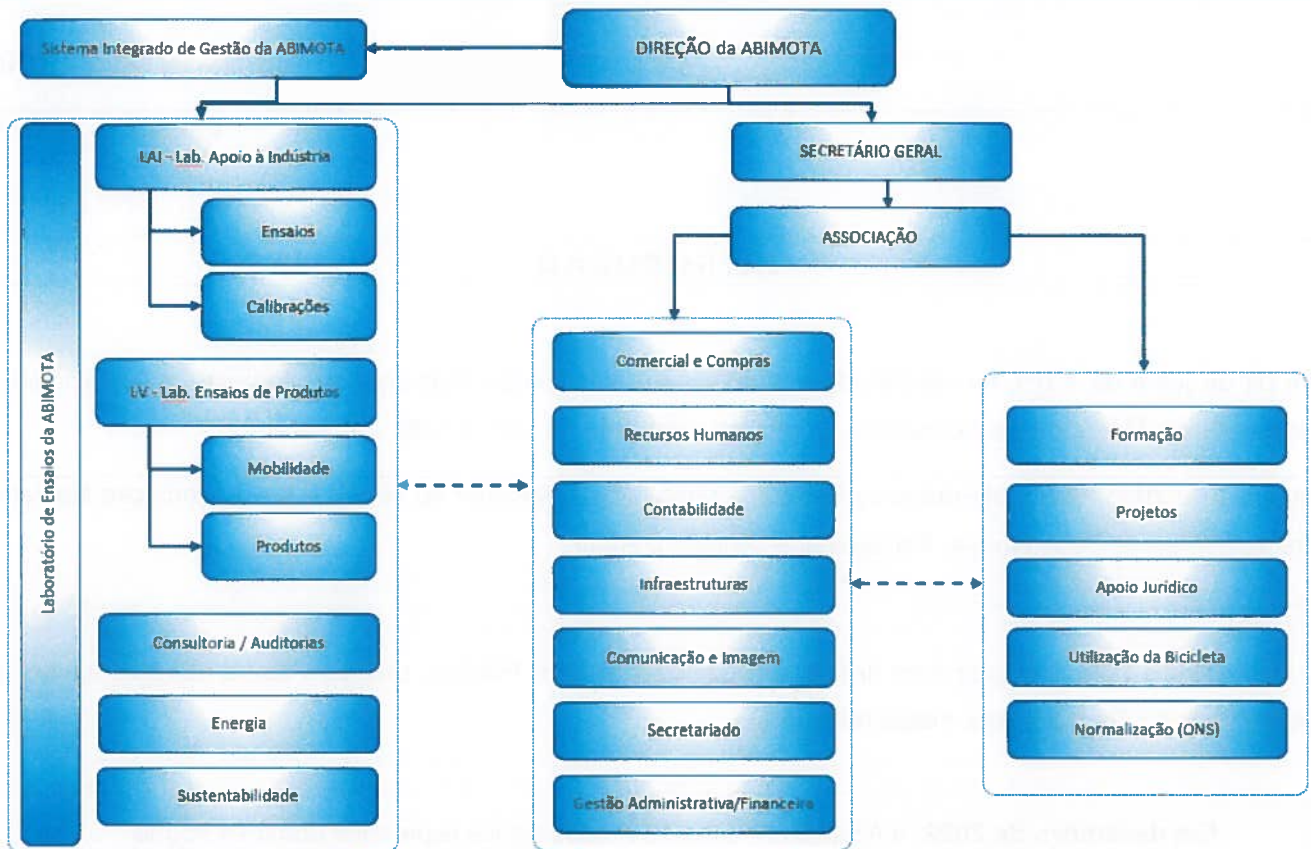 Sistema Integrado de Gestão da ABIMOTA
DIREÇÃO da ABIMOTA
Laboratório de Ensaios da ABIMOTA
LAI - Lab. Apoio à Indústria
Ensaios
Calibrações
LV - Lab. Ensaios de Produtos
Mobilidade
Produtos
Consultoria / Auditorias
Energia
Sustentabilidade
SECRETÁRIO GERAL
ASSOCIAÇÃO
Comercial e Compras
Recursos Humanos
Contabilidade
Infraestruturas
Comunicação e Imagem
Secretariado
Gestão Administrativa/Financeira
Formação
Projetos
Apoio Jurídico
Utilização da Bicicleta
Normalização (ONS)